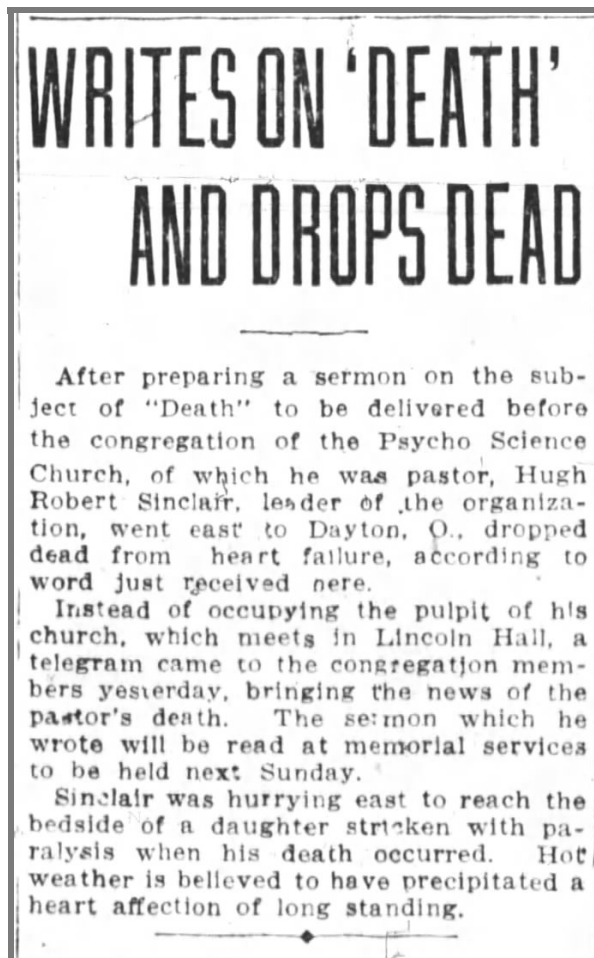 WRITES ON 'DEATH'
AND DROPS DEAD
After preparing a sermon on the sub-
ject of "Death" to be delivered before
the congregation of the Psycho Science
Church, of which he was pastor, Hugh
Robert Sinclair, leader of the organiza-
tion, went east to Dayton, O., dropped
dead from heart failure, according to
word just received here.
Instead of occupying the pulpit of his
church, which meets in Lincoln Hall, a
telegram came to the congregation mem-
bers yesterday, bringing the news of the
pastor's death. The sermon which he
wrote will be read at memorial services
to be held next Sunday.
Sinclair was hurrying east to reach the
bedside of a daughter stricken with pa-
ralysis when his death occurred. Hot
weather is believed to have precipitated a
heart affection of long standing.